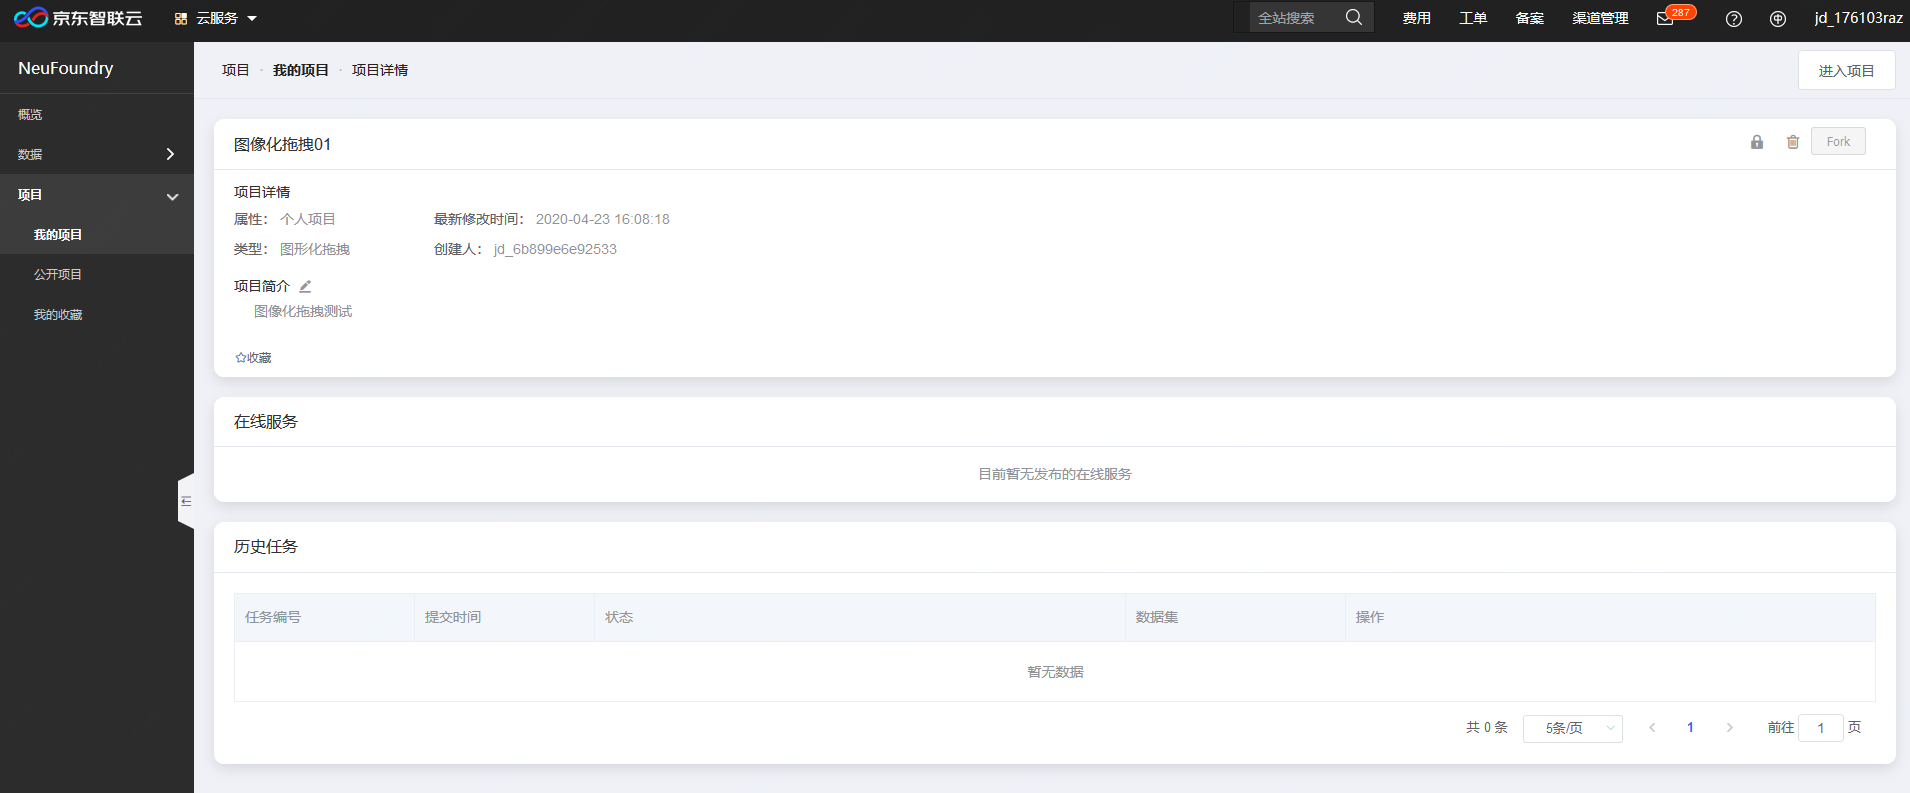 京东智联云 云服务 全站搜索 费用 工单 备案 渠道管理 287 jd_176103raz
NeuFoundry
概览
数据
项目
我的项目
公开项目
我的收藏
项目 · 我的项目 · 项目详情 进入项目
图像化拖拽01 Fork
项目详情
属性： 个人项目 最新修改时间： 2020-04-23 16:08:18
类型： 图形化拖拽 创建人： jd_6b899e6e92533
项目简介
图像化拖拽测试
收藏
在线服务
目前暂无发布的在线服务
历史任务
任务编号 提交时间 状态 数据集 操作
暂无数据
共 0 条 5条/页 1 前往 1 页